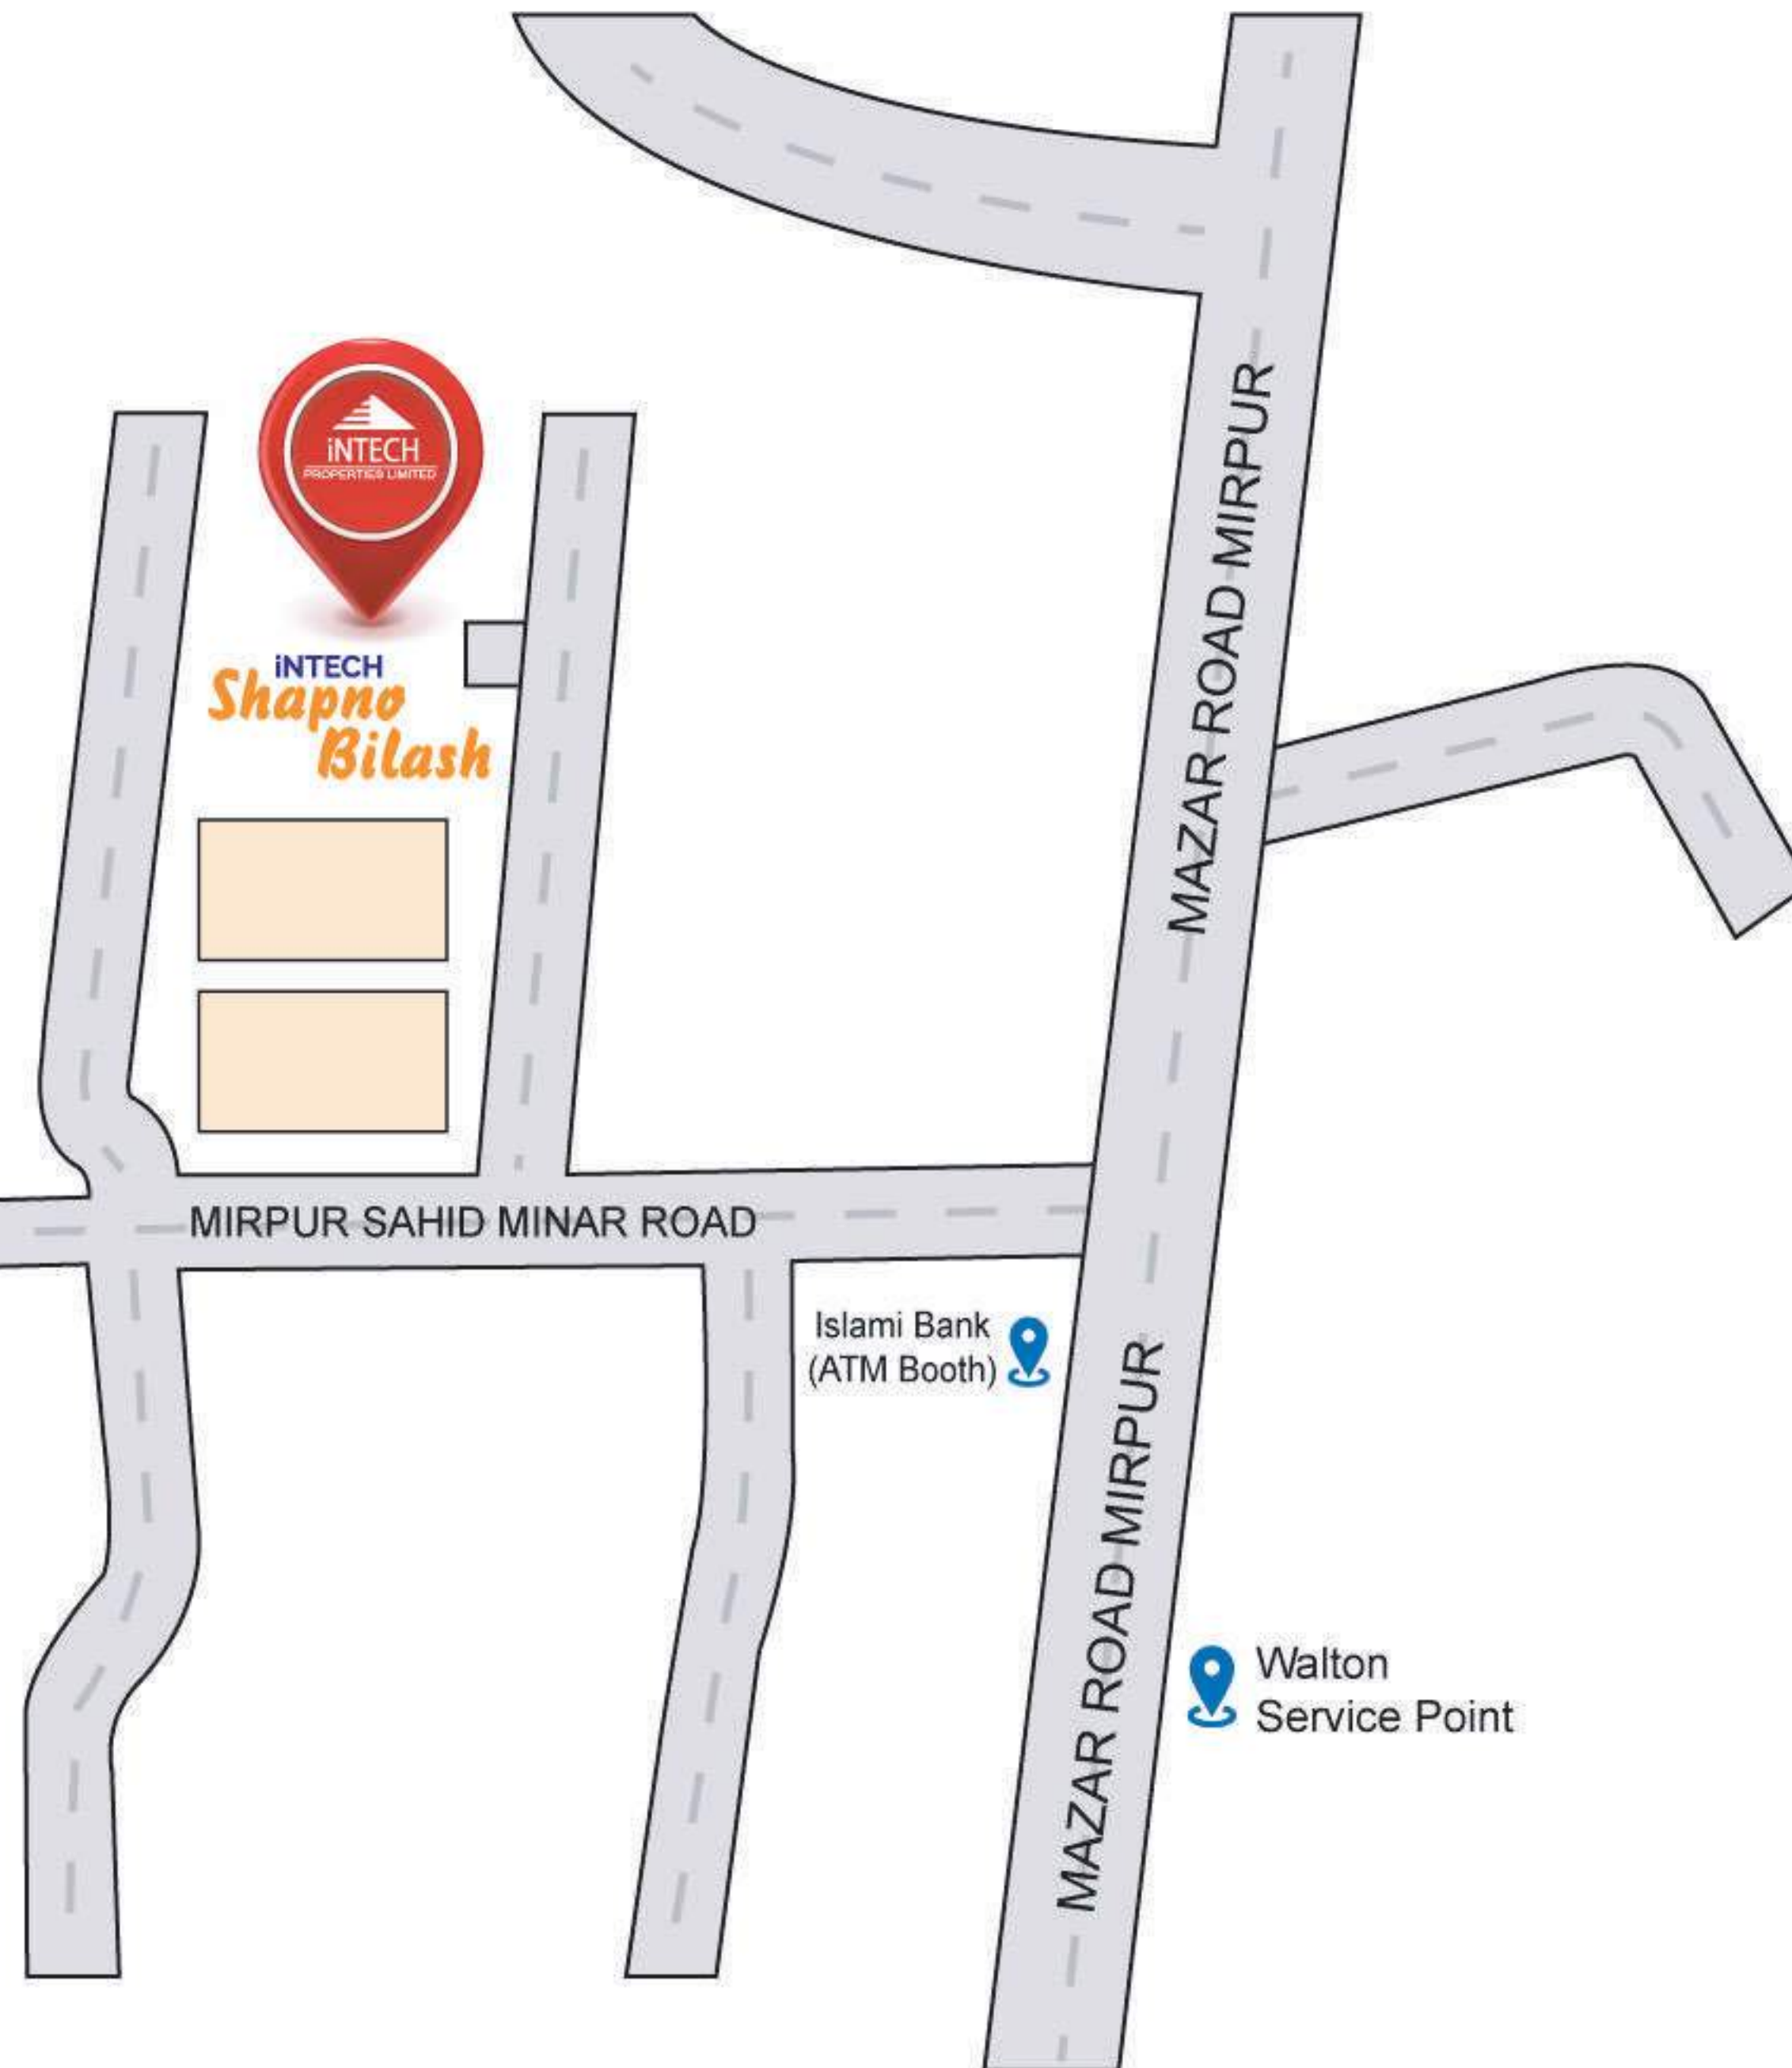 iNTECH
PROPERTIES LIMITED
iNTECH
Shapno
Bilash
MAZAR ROAD MIRPUR
MIRPUR SAHID MINAR ROAD
Islami Bank
(ATM Booth)
MAZAR ROAD MIRPUR
Walton
Service Point